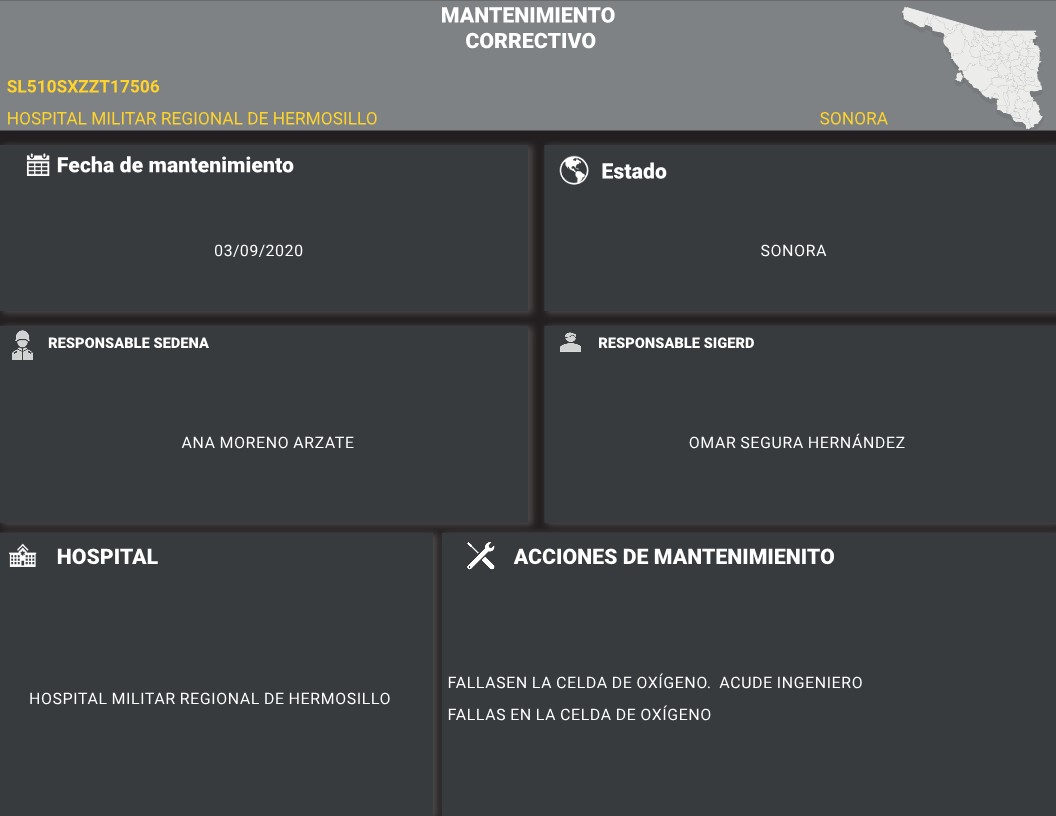 MANTENIMIENTO
CORRECTIVO
SL510SXZZT17506
HOSPITAL MILITAR REGIONAL DE HERMOSILLO
SONORA
Fecha de mantenimiento
Estado
03/09/2020
SONORA
RESPONSABLE SEDENA
RESPONSABLE SIGERD
ANA MORENO ARZATE
OMAR SEGURA HERNÁNDEZ
HOSPITAL
ACCIONES DE MANTENIMIENITO
HOSPITAL MILITAR REGIONAL DE HERMOSILLO
FALLASEN LA CELDA DE OXÍGENO.  ACUDE INGENIERO
FALLAS EN LA CELDA DE OXÍGENO